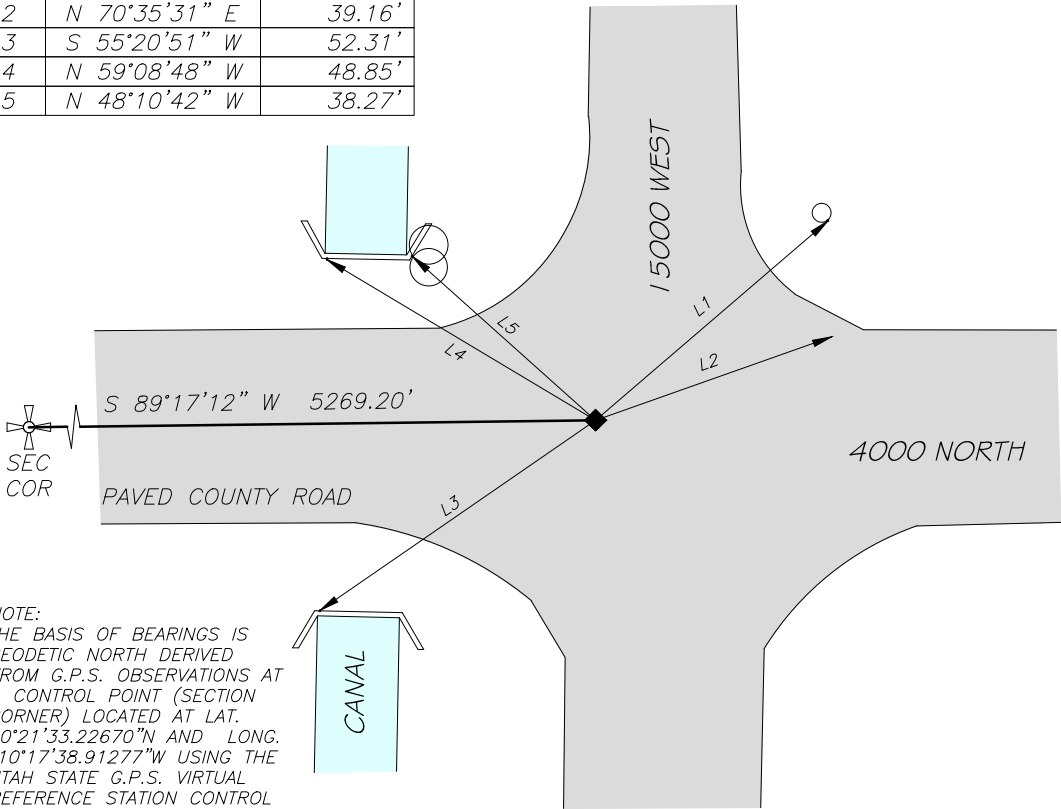 2 N 70°35'31" E 39.16'
3 S 55°20'51" W 52.31'
4 N 59°08'48" W 48.85'
5 N 48°10'42" W 38.27'
15000 WEST
L1
L5
L4
L2
S 89°17'12" W 5269.20'
SEC
COR
4000 NORTH
PAVED COUNTY ROAD
L3
CANAL
OTE:
HE BASIS OF BEARINGS IS
EODETIC NORTH DERIVED
ROM G.P.S. OBSERVATIONS AT
CONTROL POINT (SECTION
ORNER) LOCATED AT LAT.
0°21'33.22670"N AND LONG.
10°17'38.91277"W USING THE
TAH STATE G.P.S. VIRTUAL
EFERENCE STATION CONTROL